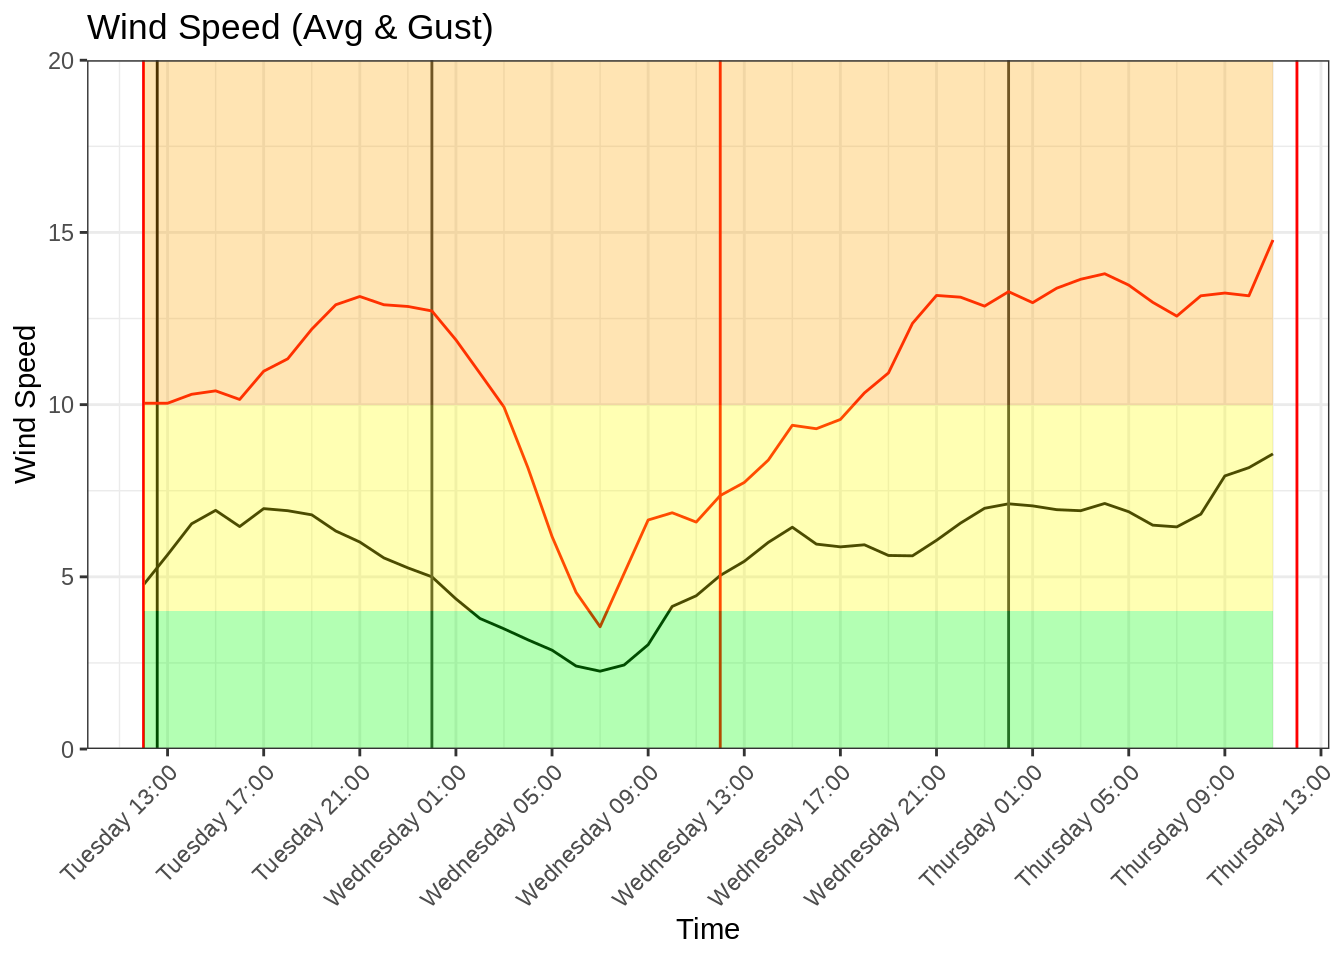 Wind Speed (Avg & Gust)
20
15
10
5
0
Wind Speed
Tuesday 13:00
Tuesday 17:00
Tuesday 21:00
Wednesday 01:00
Wednesday 05:00
Wednesday 09:00
Wednesday 13:00
Wednesday 17:00
Wednesday 21:00
Thursday 01:00
Thursday 05:00
Thursday 09:00
Thursday 13:00
Time